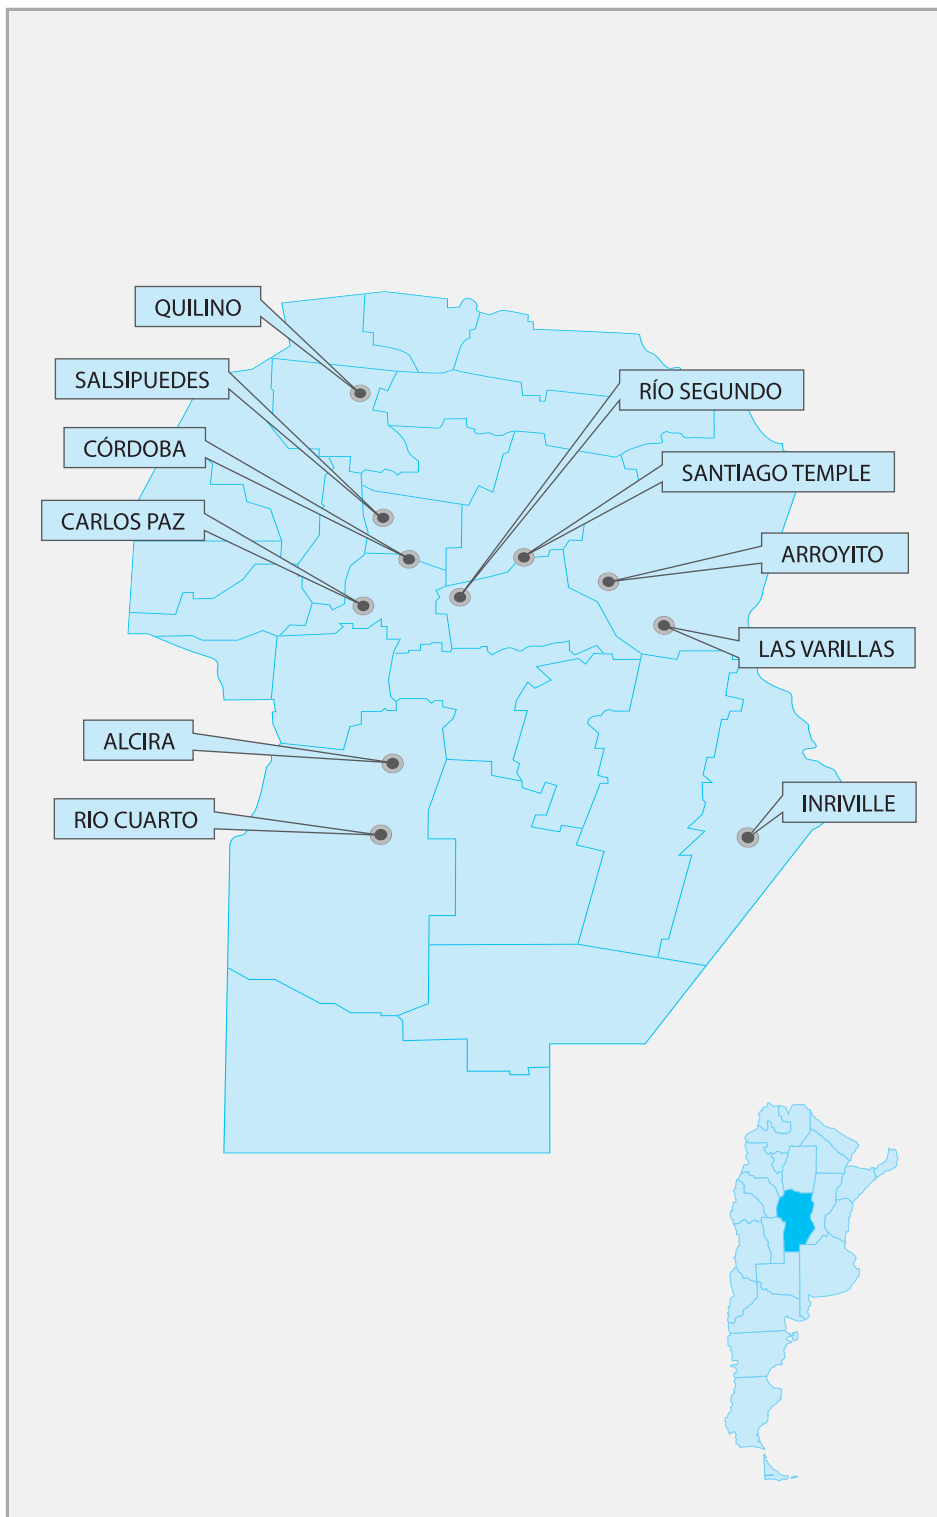 QUILINO
SALSIPUEDES
RÍO SEGUNDO
CÓRDOBA
SANTIAGO TEMPLE
CARLOS PAZ
ARROYITO
LAS VARILLAS
ALCIRA
INRIVILLE
RIO CUARTO